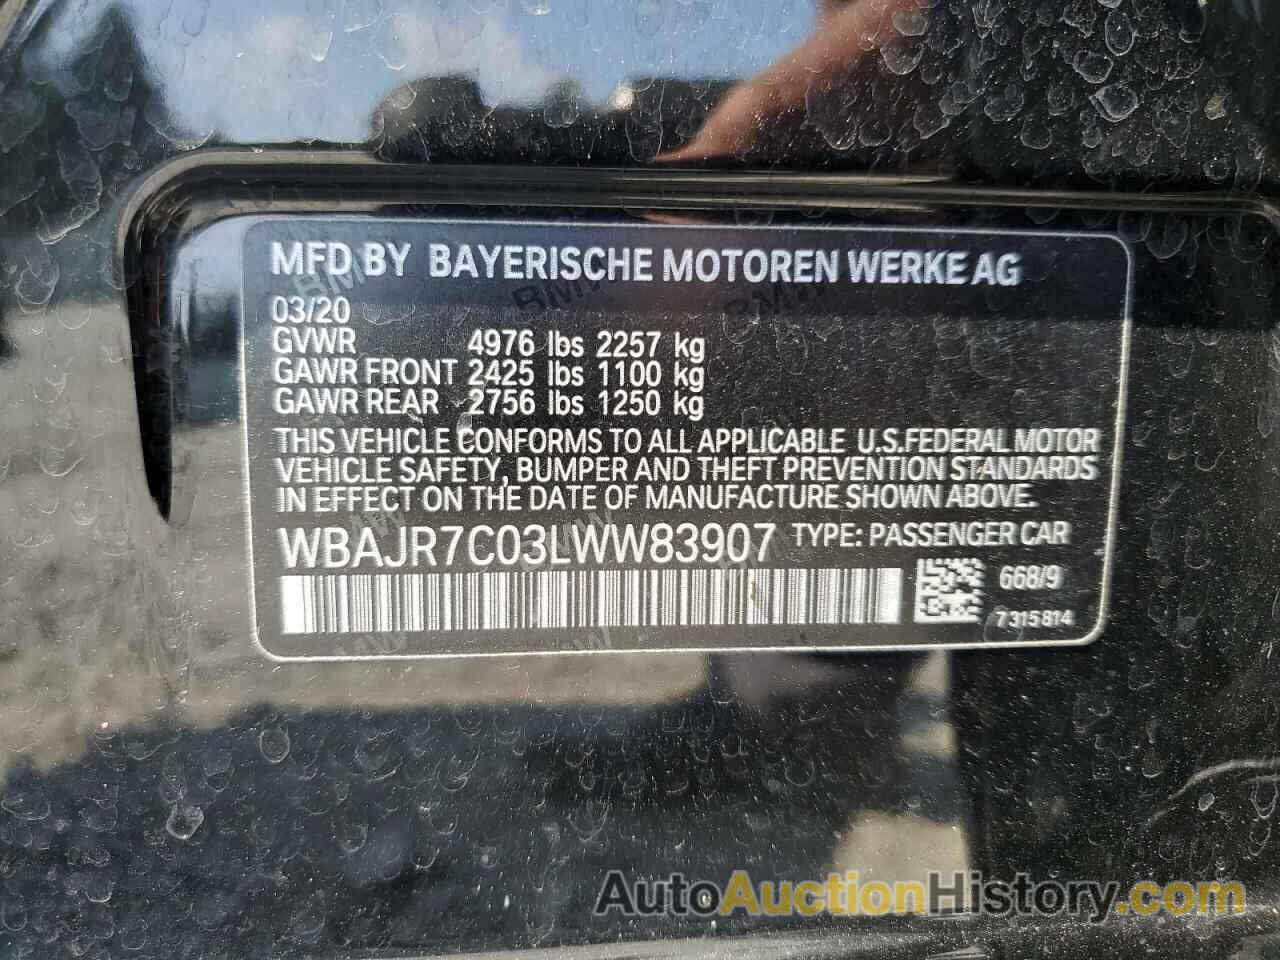 MFD BY BAYERISCHE MOTOREN WERKE AG
03/20
GVWR 4976 lbs 2257 kg
GAWR FRONT 2425 lbs 1100 kg
GAWR REAR 2756 lbs 1250 kg
THIS VEHICLE CONFORMS TO ALL APPLICABLE U.S.FEDERAL MOTOR
VEHICLE SAFETY, BUMPER AND THEFT PREVENTION STANDARDS
IN EFFECT ON THE DATE OF MANUFACTURE SHOWN ABOVE.
WBAJR7C03LWW83907 TYPE: PASSENGER CAR
668/9
7315814
AutoAuctionHistory.com